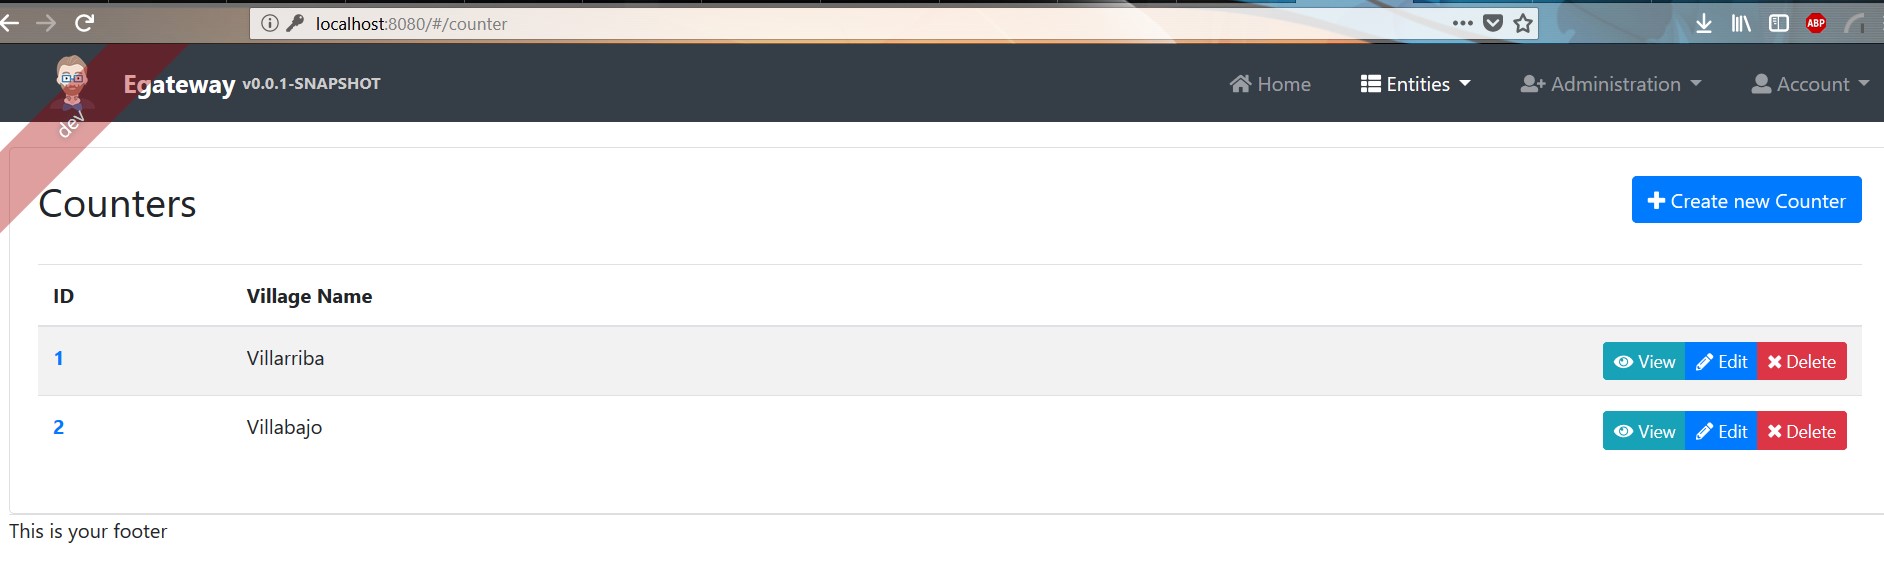 localhost:8080/#/counter
ABP
dev
Egateway v0.0.1-SNAPSHOT
Home
Entities
Administration
Account
Counters
Create new Counter
ID Village Name
1 Villarriba View Edit Delete
2 Villabajo View Edit Delete
This is your footer